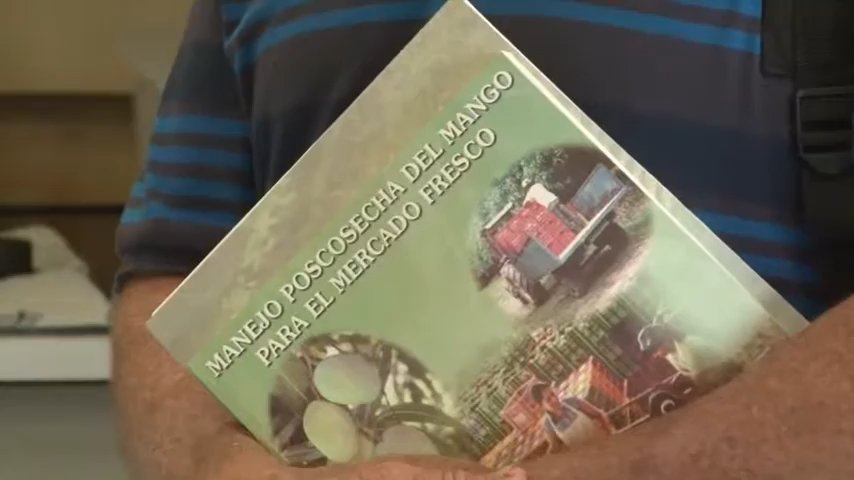 MANEJO POSCOSECHA DEL MANGO
PARA EL MERCADO FRESCO